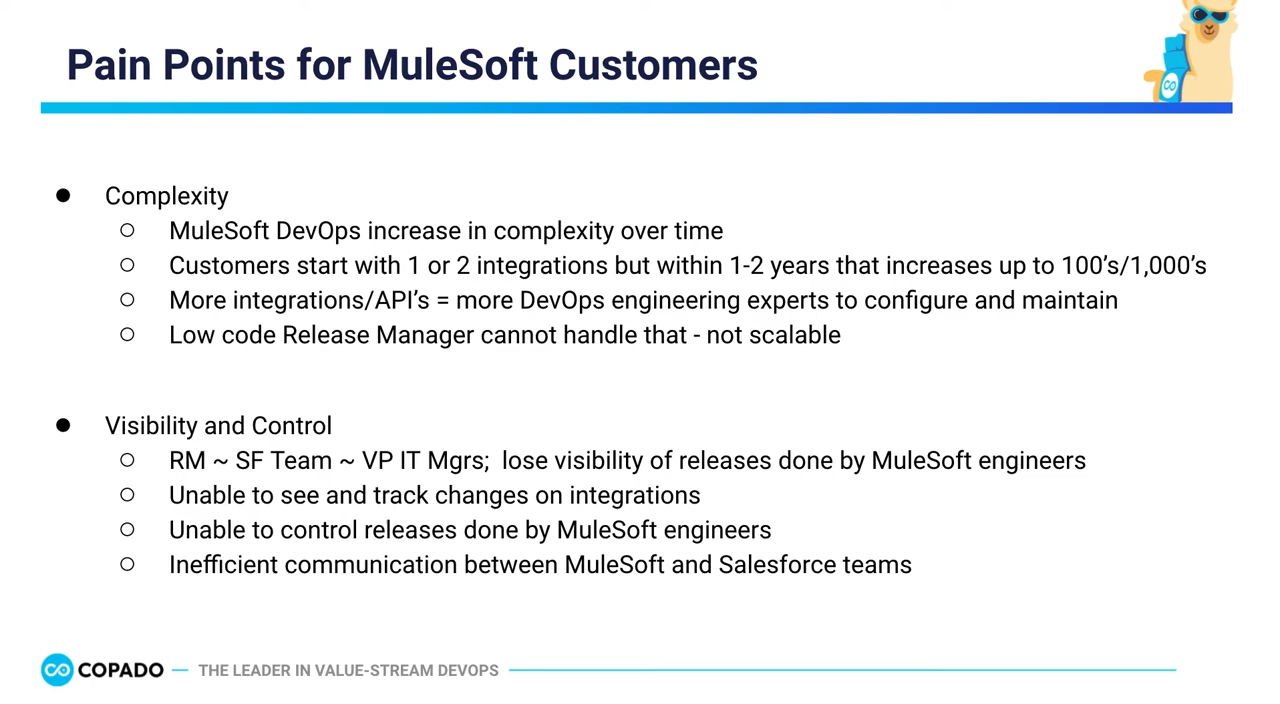 Pain Points for MuleSoft Customers
● Complexity
○ MuleSoft DevOps increase in complexity over time
○ Customers start with 1 or 2 integrations but within 1-2 years that increases up to 100’s/1,000’s
○ More integrations/API’s = more DevOps engineering experts to configure and maintain
○ Low code Release Manager cannot handle that - not scalable
● Visibility and Control
○ RM ~ SF Team ~ VP IT Mgrs;  lose visibility of releases done by MuleSoft engineers
○ Unable to see and track changes on integrations
○ Unable to control releases done by MuleSoft engineers
○ Inefficient communication between MuleSoft and Salesforce teams
COPADO — THE LEADER IN VALUE-STREAM DEVOPS